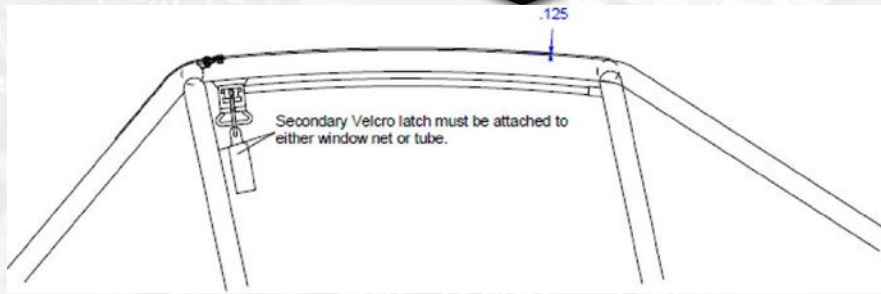 .125
Secondary Velcro latch must be attached to
either window net or tube.